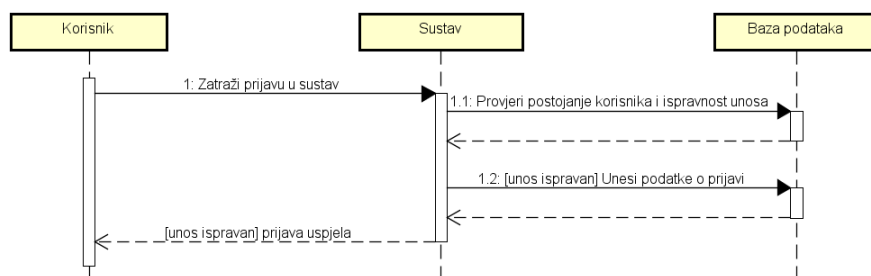 Korisnik
Sustav
Baza podataka
1: Zatraži prijavu u sustav
1.1: Provjeri postojanje korisnika i ispravnost unosa
1.2: [unos ispravan] Unesi podatke o prijavi
[unos ispravan] prijava uspjela